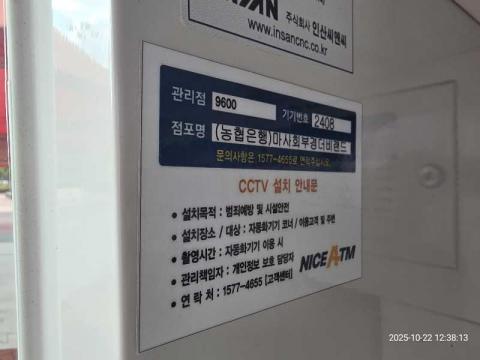 주식회사 인산씨엔씨
www.insancnc.co.kr
관리점 9600 기기번호 2408
점포명 (농협은행)마사회부경더비랜드
문의사항은 1577-4655로 연락주십시오.
CCTV 설치 안내문
• 설치목적 : 범죄예방 및 시설안전
• 설치장소 / 대상 : 자동화기기 코너 / 이용고객 및 주변
• 촬영시간 : 자동화기기 이용 시
• 관리책임자 : 개인정보 보호 담당자
• 연 락 처 : 1577-4655 [고객센터]
NICE ATM
2025-10-22 12:38:13